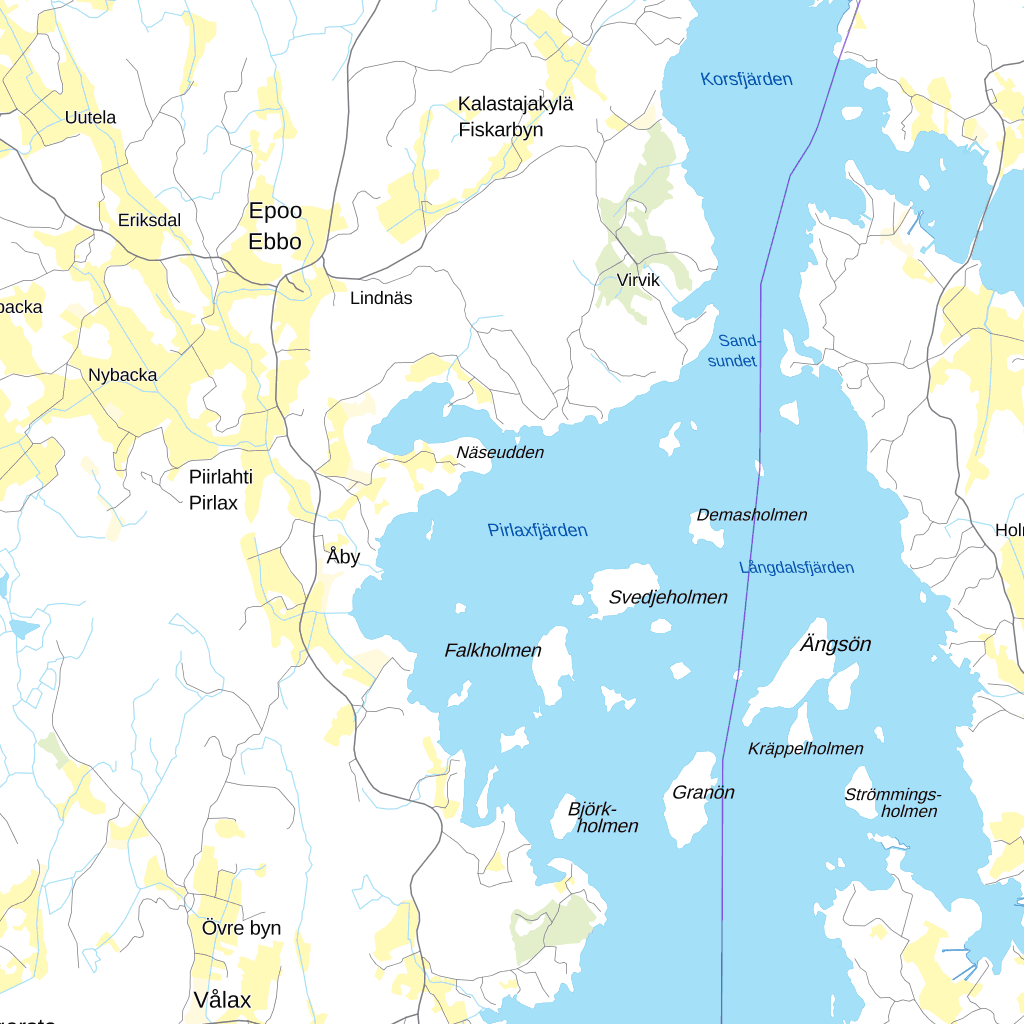 Korsfjärden
Kalastajakylä
Fiskarbyn
Uutela
Epoo
Ebbo
Eriksdal
Virvik
Lindnäs
backa
Sand-
sundet
Nybacka
Näseudden
Piirlahti
Pirlax
Demasholmen
Pirlaxfjärden
Åby
Långdalsfjärden
Svedjeholmen
Falkholmen
Ängsön
Kräppelholmen
Granön
Strömmings-
holmen
Björk-
holmen
Övre byn
Vålax